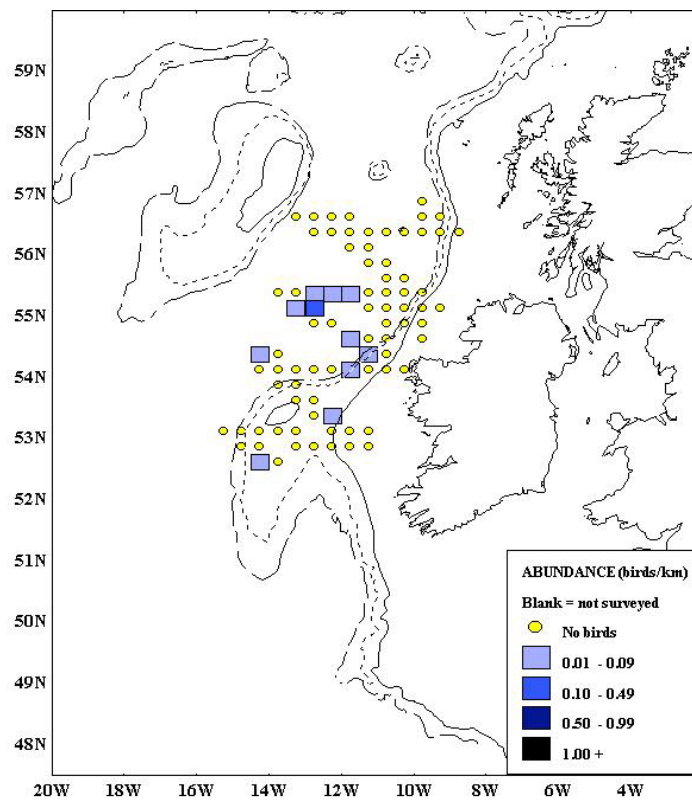 59N
58N
57N
56N
55N
54N
53N
52N
51N
50N
49N
48N
ABUNDANCE (birds/km)
Blank = not surveyed
No birds
0.01 - 0.09
0.10 - 0.49
0.50 - 0.99
1.00 +
20W 18W 16W 14W 12W 10W 8W 6W 4W